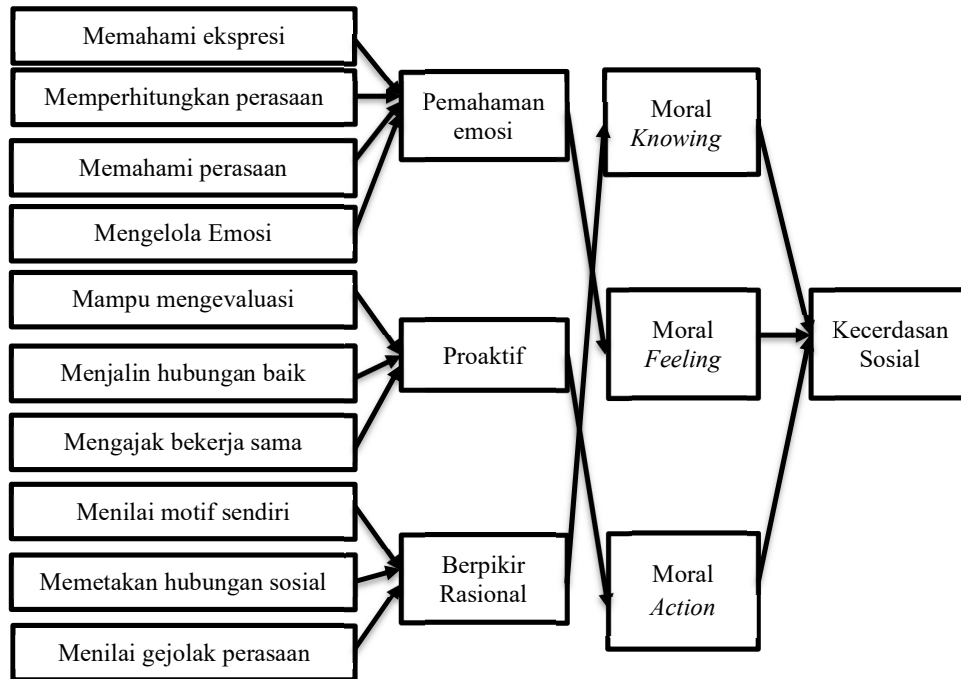 Memahami ekspresi
Memperhitungkan perasaan
Memahami perasaan
Mengelola Emosi
Mampu mengevaluasi
Menjalin hubungan baik
Mengajak bekerja sama
Menilai motif sendiri
Memetakan hubungan sosial
Menilai gejolak perasaan
Pemahaman
emosi
Proaktif
Berpikir
Rasional
Moral
Knowing
Moral
Feeling
Moral
Action
Kecerdasan
Sosial